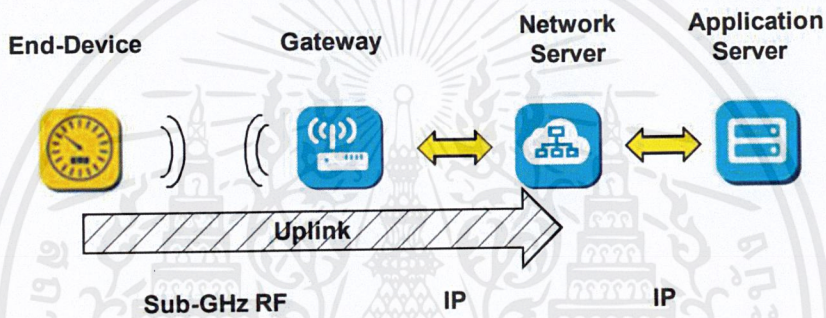 End-Device
Gateway
Network
Server
Application
Server
Uplink
Sub-GHz RF
IP
IP